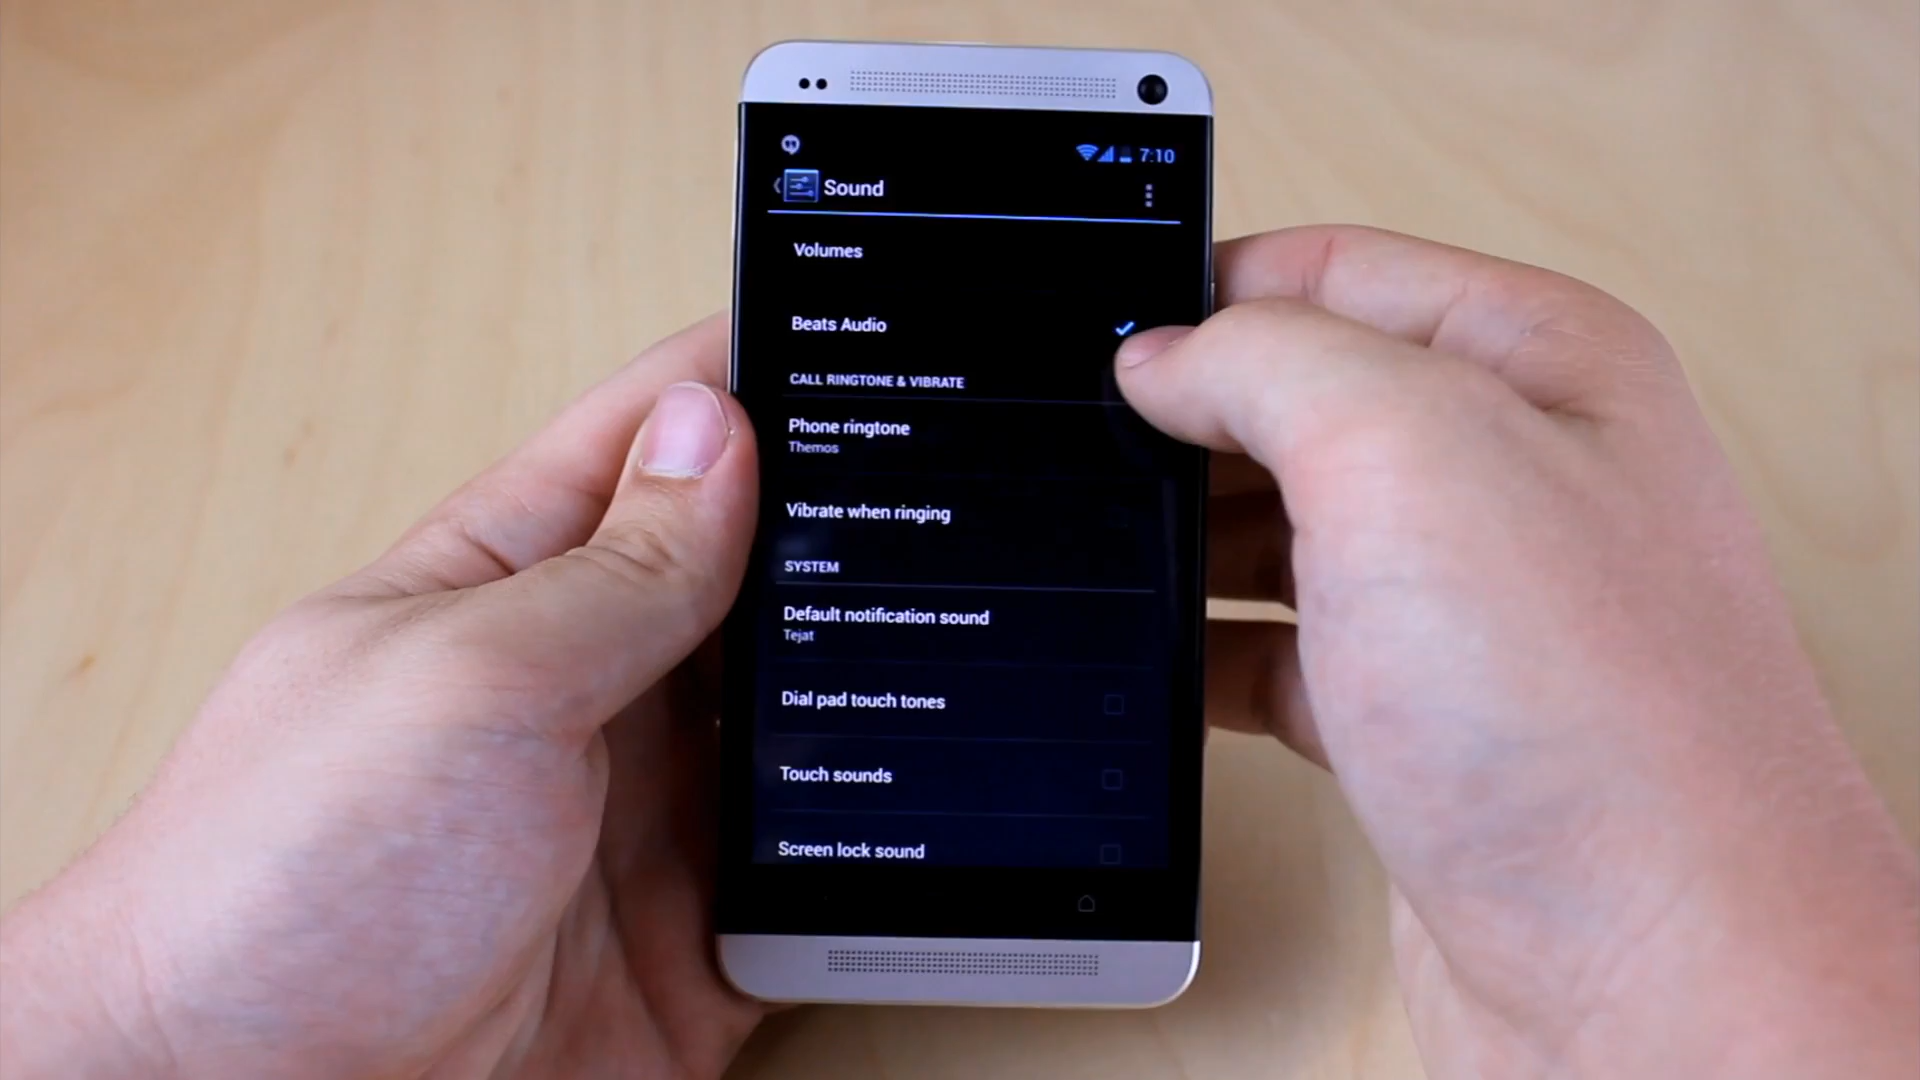 7:10
Sound
Volumes
Beats Audio
CALL RINGTONE & VIBRATE
Phone ringtone
Themos
Vibrate when ringing
SYSTEM
Default notification sound
Tejat
Dial pad touch tones
Touch sounds
Screen lock sound